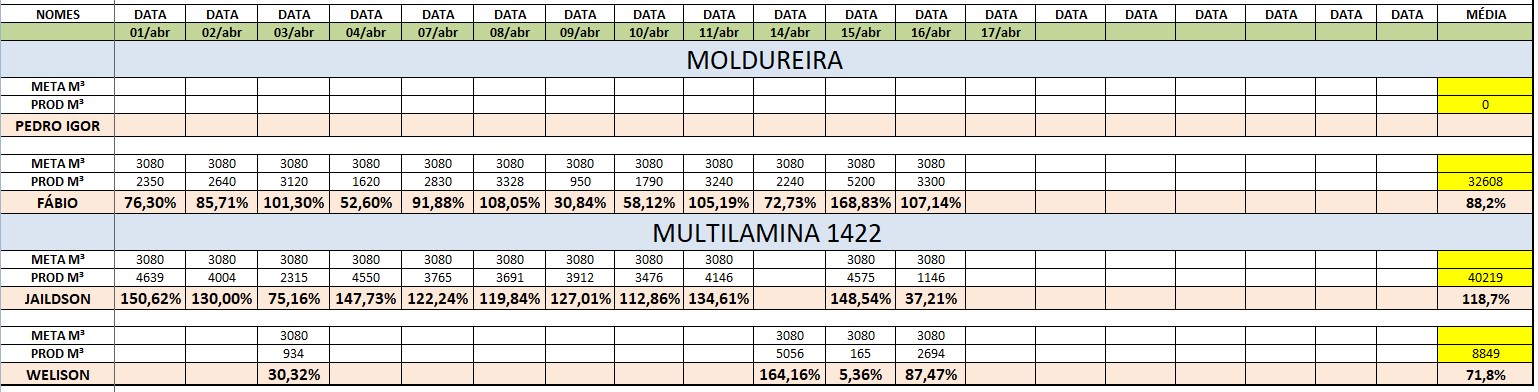 NOMES DATA DATA DATA DATA DATA DATA DATA DATA DATA DATA DATA DATA DATA DATA DATA DATA DATA DATA DATA MÉDIA
01/abr 02/abr 03/abr 04/abr 07/abr 08/abr 09/abr 10/abr 11/abr 14/abr 15/abr 16/abr 17/abr
MOLDUREIRA
META M³
PROD M³ 0
PEDRO IGOR
META M³ 3080 3080 3080 3080 3080 3080 3080 3080 3080 3080 3080 3080
PROD M³ 2350 2640 3120 1620 2830 3328 950 1790 3240 2240 5200 3300 32608
FÁBIO 76,30% 85,71% 101,30% 52,60% 91,88% 108,05% 30,84% 58,12% 105,19% 72,73% 168,83% 107,14% 88,2%
MULTILAMINA 1422
META M³ 3080 3080 3080 3080 3080 3080 3080 3080 3080 3080 3080
PROD M³ 4639 4004 2315 4550 3765 3691 3912 3476 4146 4575 1146 40219
JAILDSON 150,62% 130,00% 75,16% 147,73% 122,24% 119,84% 127,01% 112,86% 134,61% 148,54% 37,21% 118,7%
META M³ 3080 3080 3080 3080
PROD M³ 934 5056 165 2694 8849
WELISON 30,32% 164,16% 5,36% 87,47% 71,8%